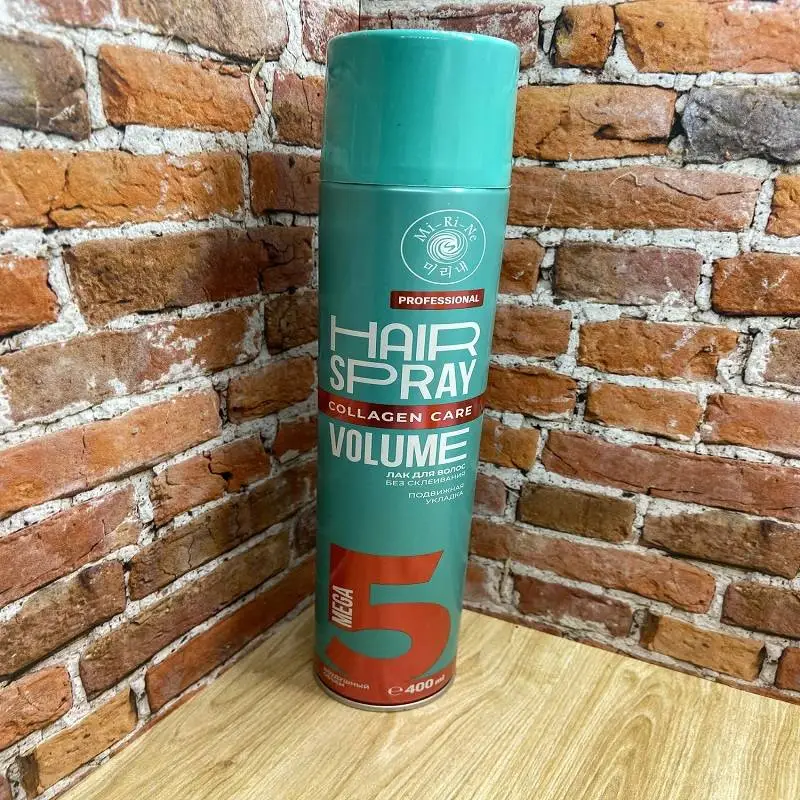 Mi-Ri-Ne
미리내
PROFESSIONAL
HAIR
SPRAY
COLLAGEN CARE
VOLUME
ЛАК ДЛЯ ВОЛОС
БЕЗ СКЛЕИВАНИЯ
ПОДВИЖНАЯ
УКЛАДКА
MEGA
5
℮ 400 ml